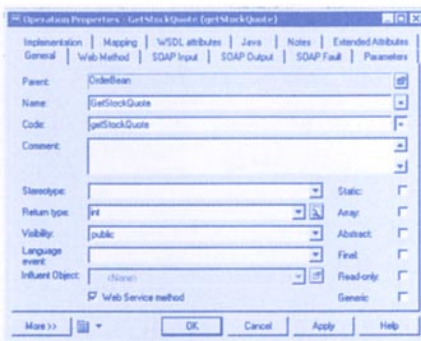 Operation Properties - GetStockQuote (getStockQuote)
Implementation Mapping WSDL attributes Java Notes Extended Attributes
General Web Method SOAP Input SOAP Output SOAP Fault Parameters
Parent: OrderBean
Name: GetStockQuote
Code: getStockQuote
Comment:
Stereotype: Static:
Return type: int Array:
Visibility: public Abstract:
Language event: Final:
Influent Object: <None> Read-only:
Web Service method Generic
More >> OK Cancel Apply Help